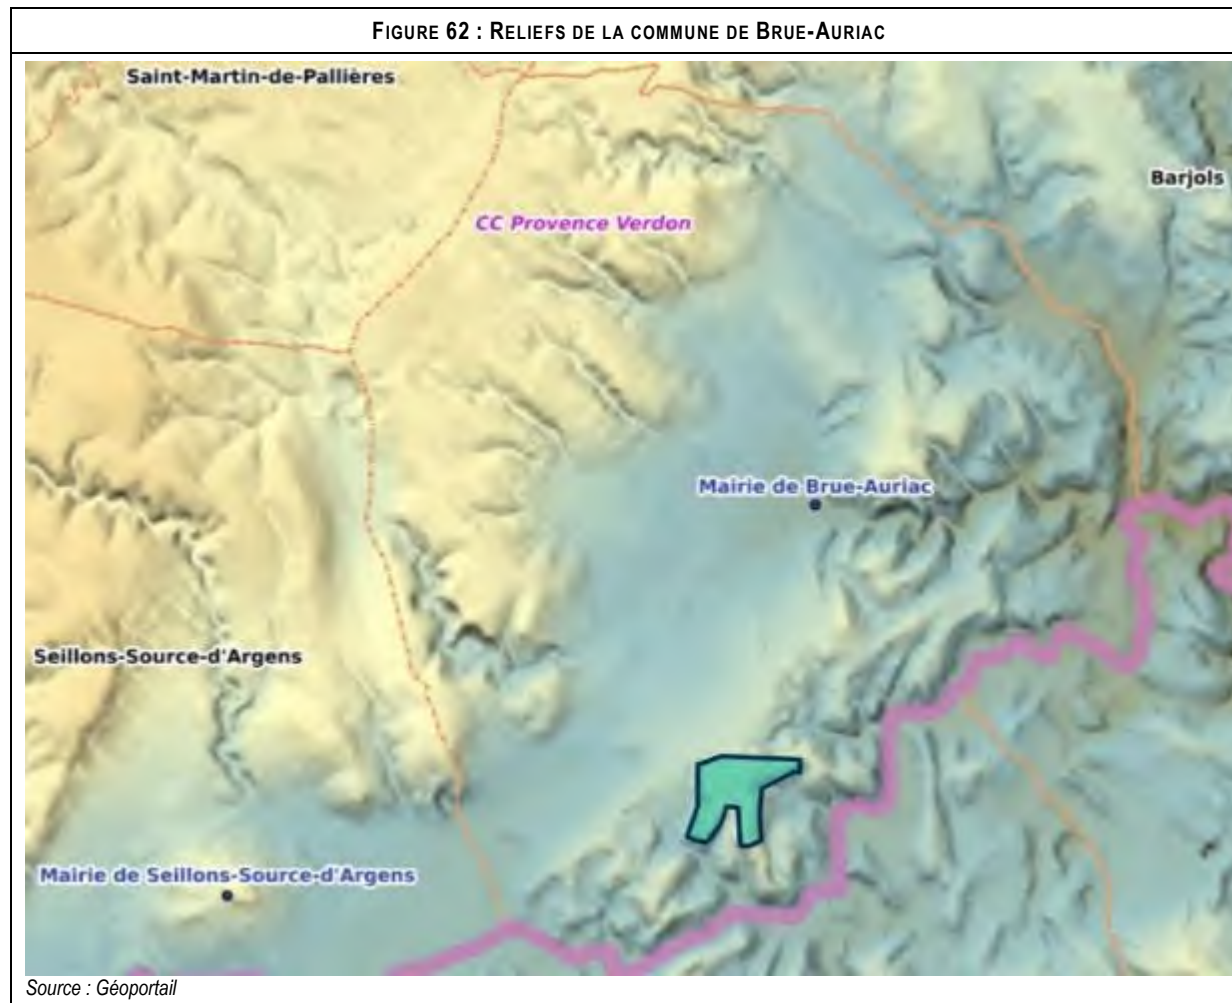 FIGURE 62 : RELIEFS DE LA COMMUNE DE BRUE-AURIAC
Saint-Martin-de-Pallières
Barjols
CC Provence Verdon
Mairie de Brue-Auriac
Seillons-Source-d'Argens
Mairie de Seillons-Source-d'Argens
Source : Géoportail